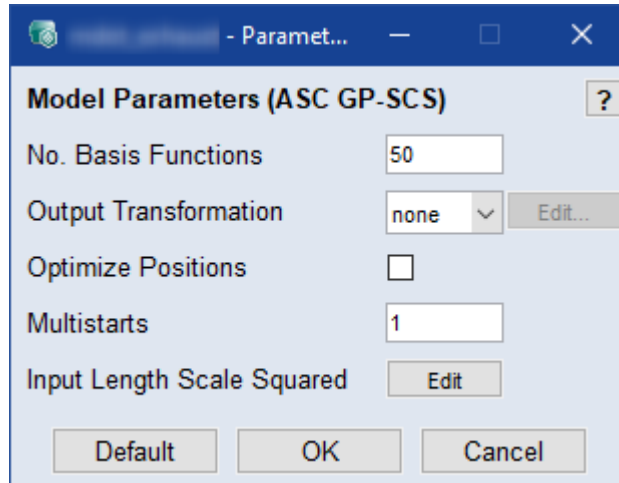 - Paramet...
Model Parameters (ASC GP-SCS) ?
No. Basis Functions 50
Output Transformation none Edit...
Optimize Positions
Multistarts 1
Input Length Scale Squared Edit
Default OK Cancel